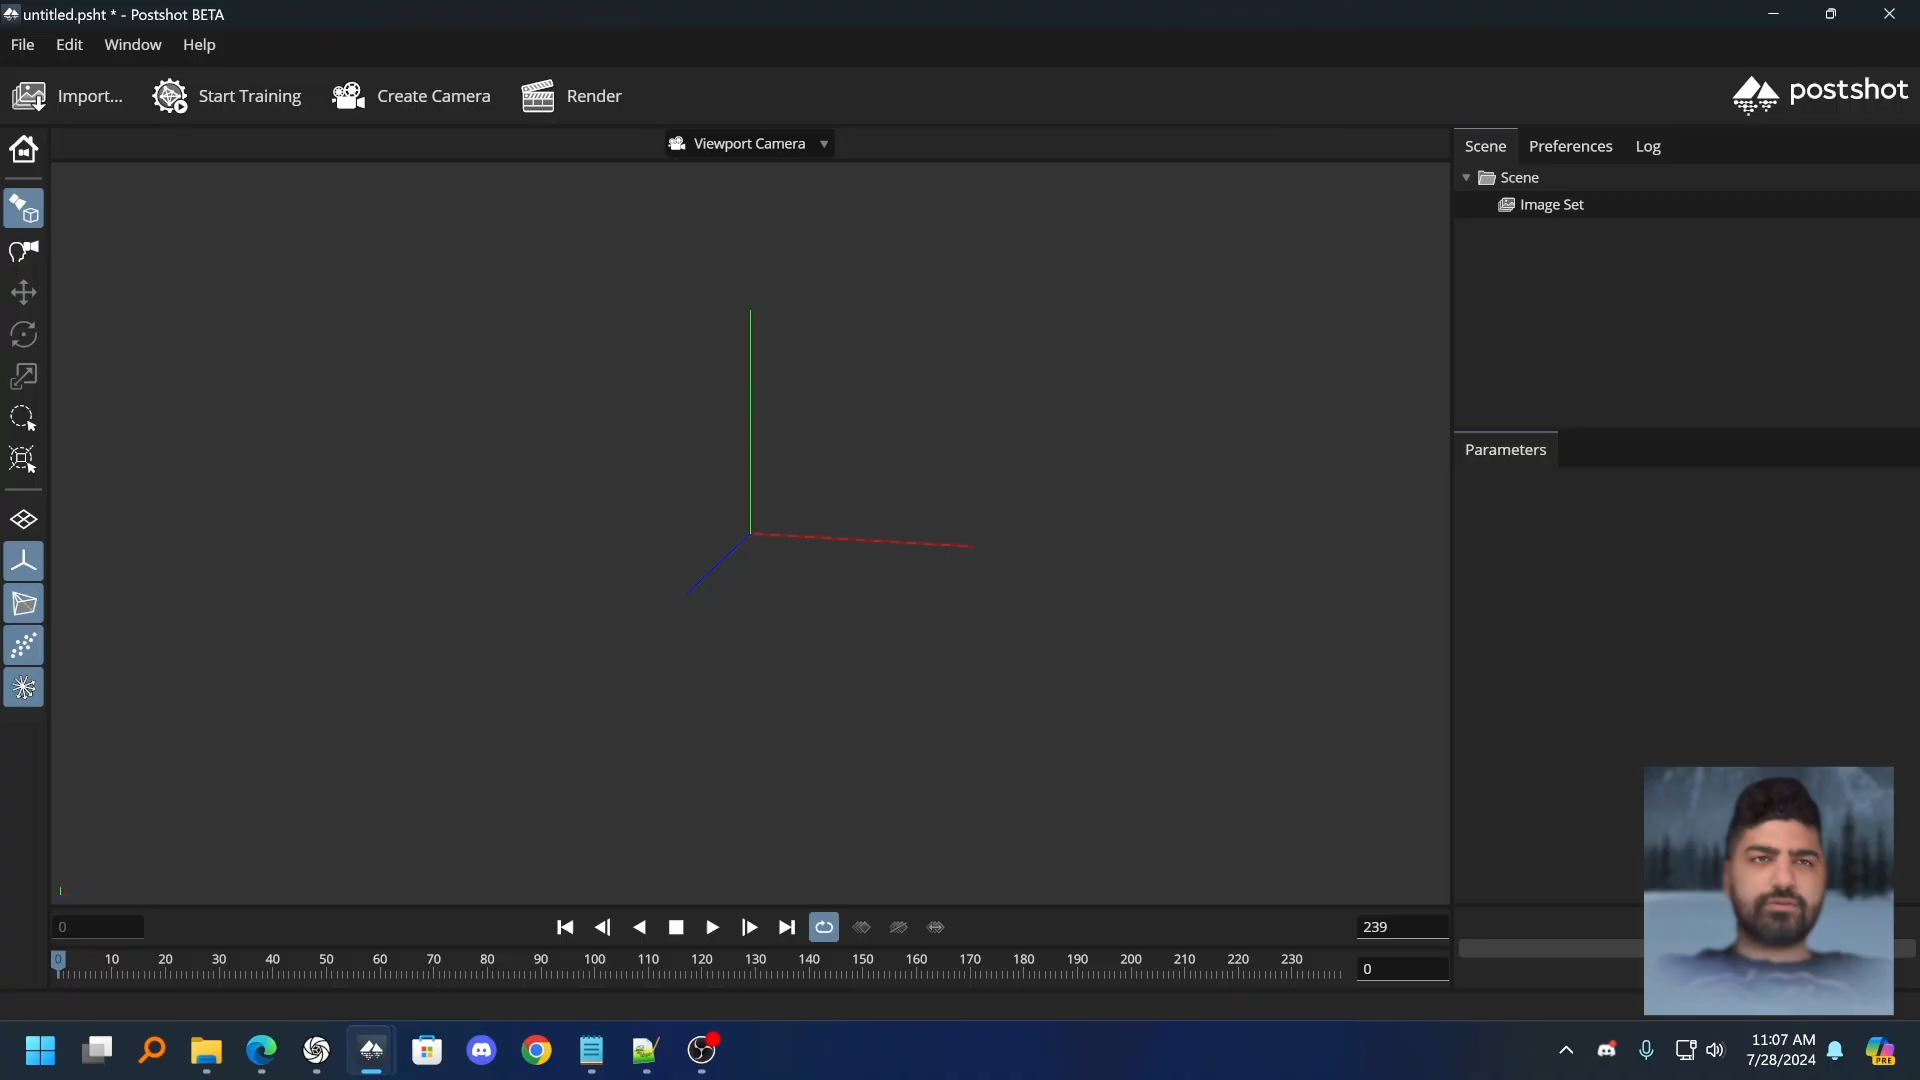 untitled.psht * - Postshot BETA
File Edit Window Help
Import... Start Training Create Camera Render
postshot
Viewport Camera
Scene Preferences Log
Scene
Image Set
Parameters
0
239
0 10 20 30 40 50 60 70 80 90 100 110 120 130 140 150 160 170 180 190 200 210 220 230
0
11:07 AM
7/28/2024
PRE